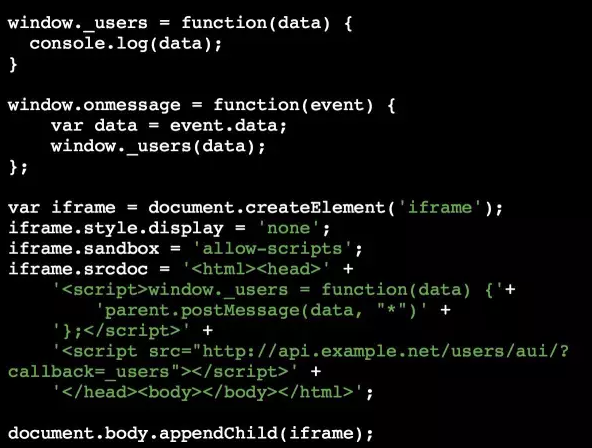 window._users = function(data) {
  console.log(data);
}

window.onmessage = function(event) {
    var data = event.data;
    window._users(data);
};

var iframe = document.createElement('iframe');
iframe.style.display = 'none';
iframe.sandbox = 'allow-scripts';
iframe.srcdoc = '<html><head>' +
    '<script>window._users = function(data) {'+
        'parent.postMessage(data, "*")' +
    '};</script>' +
    '<script src="http://api.example.net/users/aui/?
callback=_users"></script>' +
    '</head><body></body></html>';

document.body.appendChild(iframe);